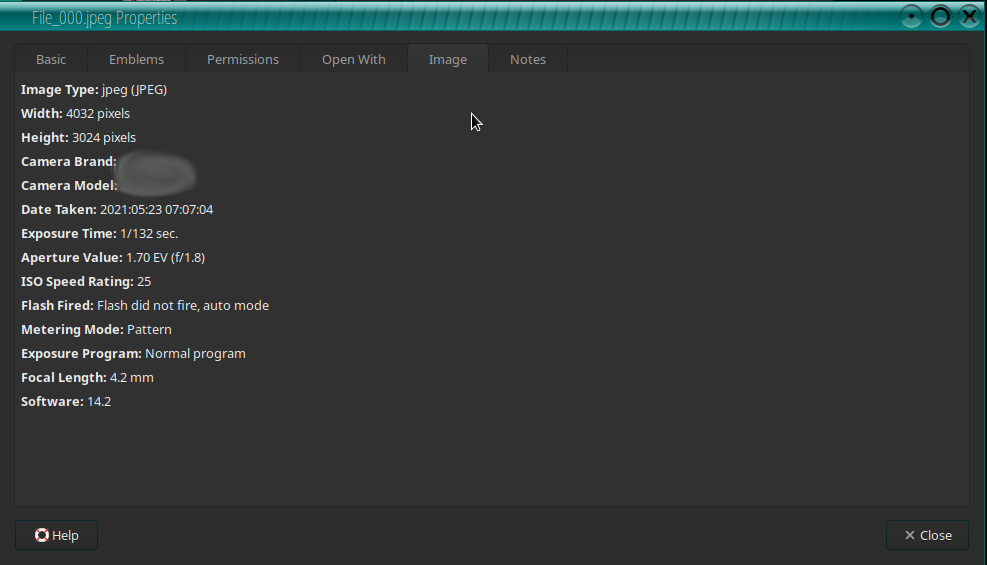 File_000.jpeg Properties
Basic Emblems Permissions Open With Image Notes
Image Type: jpeg (JPEG)
Width: 4032 pixels
Height: 3024 pixels
Camera Brand:
Camera Model:
Date Taken: 2021:05:23 07:07:04
Exposure Time: 1/132 sec.
Aperture Value: 1.70 EV (f/1.8)
ISO Speed Rating: 25
Flash Fired: Flash did not fire, auto mode
Metering Mode: Pattern
Exposure Program: Normal program
Focal Length: 4.2 mm
Software: 14.2
Help Close